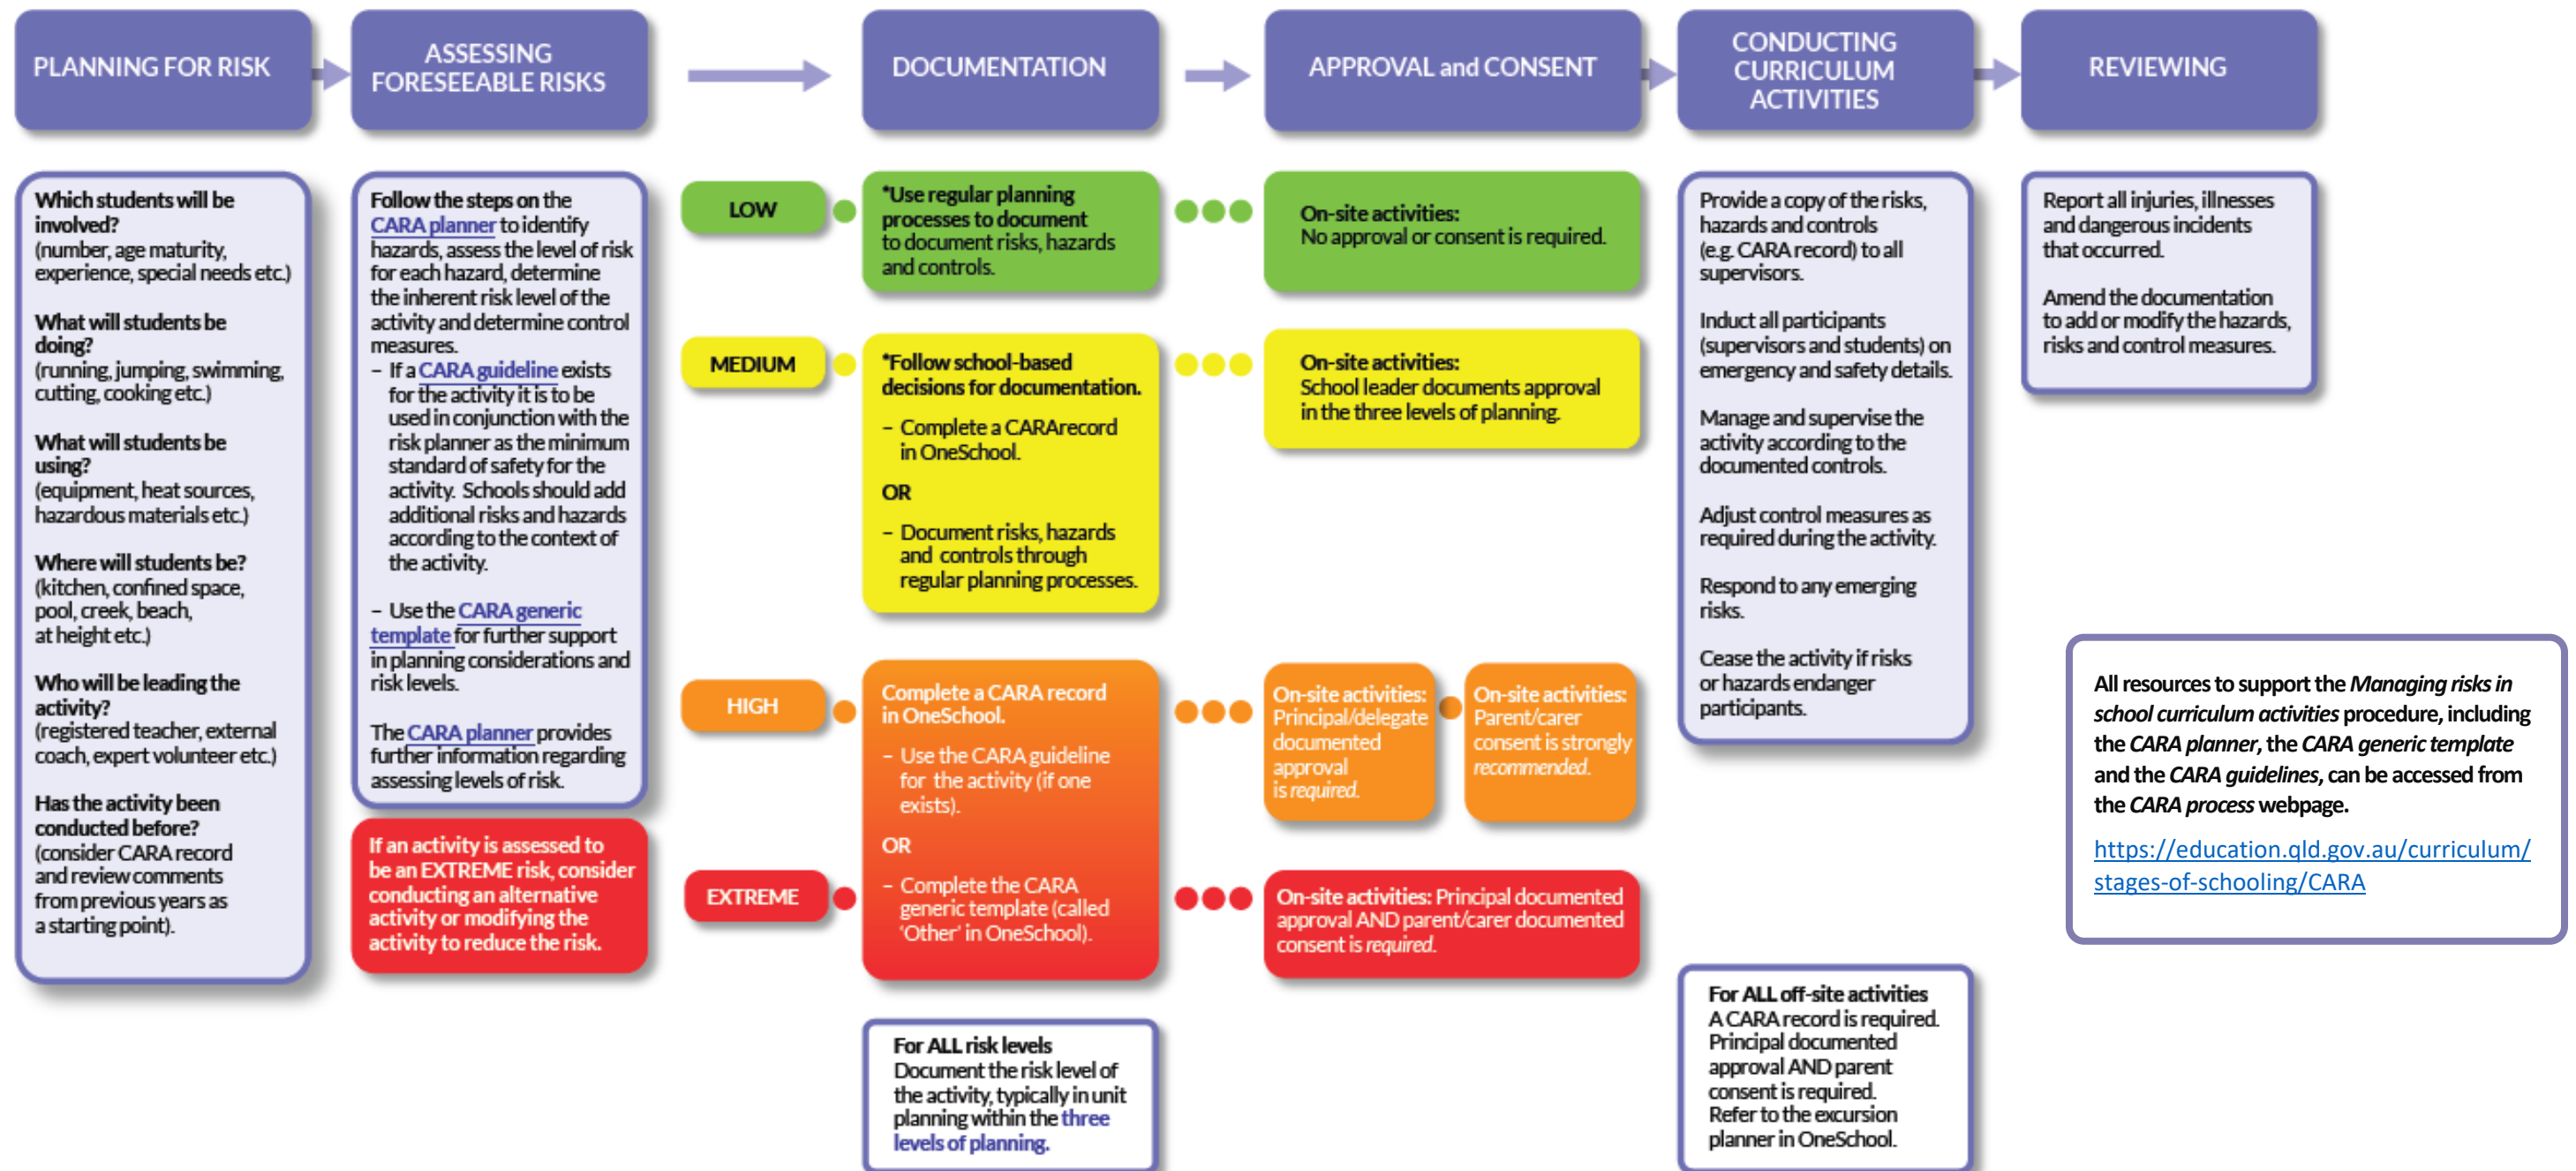 PLANNING FOR RISK
ASSESSING
FORESEEABLE RISKS
DOCUMENTATION
APPROVAL and CONSENT
CONDUCTING
CURRICULUM
ACTIVITIES
REVIEWING
Which students will be
involved?
(number, age maturity,
experience, special needs etc.)
What will students be
doing?
(running, jumping, swimming,
cutting, cooking etc.)
What will students be
using?
(equipment, heat sources,
hazardous materials etc.)
Where will students be?
(kitchen, confined space,
pool, creek, beach,
at height etc.)
Who will be leading the
activity?
(registered teacher, external
coach, expert volunteer etc.)
Has the activity been
conducted before?
(consider CARA record
and review comments
from previous years as
a starting point).
Follow the steps on the
CARA planner to identify
hazards, assess the level of risk
for each hazard, determine
the inherent risk level of the
activity and determine control
measures.
– If a CARA guideline exists
for the activity it is to be
used in conjunction with the
risk planner as the minimum
standard of safety for the
activity. Schools should add
additional risks and hazards
according to the context of
the activity.
– Use the CARA generic
template for further support
in planning considerations and
risk levels.
The CARA planner provides
further information regarding
assessing levels of risk.
If an activity is assessed to
be an EXTREME risk, consider
conducting an alternative
activity or modifying the
activity to reduce the risk.
LOW
*Use regular planning
processes to document
to document risks, hazards
and controls.
On-site activities:
No approval or consent is required.
MEDIUM
*Follow school-based
decisions for documentation.
– Complete a CARArecord
in OneSchool.
OR
– Document risks, hazards
and controls through
regular planning processes.
On-site activities:
School leader documents approval
in the three levels of planning.
HIGH
EXTREME
Complete a CARA record
in OneSchool.
– Use the CARA guideline
for the activity (if one
exists).
OR
– Complete the CARA
generic template (called
'Other' in OneSchool).
On-site activities:
Principal/delegate
documented
approval
is required.
On-site activities:
Parent/carer
consent is strongly
recommended.
On-site activities: Principal documented
approval AND parent/carer documented
consent is required.
For ALL risk levels
Document the risk level of
the activity, typically in unit
planning within the three
levels of planning.
Provide a copy of the risks,
hazards and controls
(e.g. CARA record) to all
supervisors.
Induct all participants
(supervisors and students) on
emergency and safety details.
Manage and supervise the
activity according to the
documented controls.
Adjust control measures as
required during the activity.
Respond to any emerging
risks.
Cease the activity if risks
or hazards endanger
participants.
For ALL off-site activities
A CARA record is required.
Principal documented
approval AND parent
consent is required.
Refer to the excursion
planner in OneSchool.
Report all injuries, illnesses
and dangerous incidents
that occurred.
Amend the documentation
to add or modify the hazards,
risks and control measures.
All resources to support the Managing risks in
school curriculum activities procedure, including
the CARA planner, the CARA generic template
and the CARA guidelines, can be accessed from
the CARA process webpage.
https://education.qld.gov.au/curriculum/
stages-of-schooling/CARA